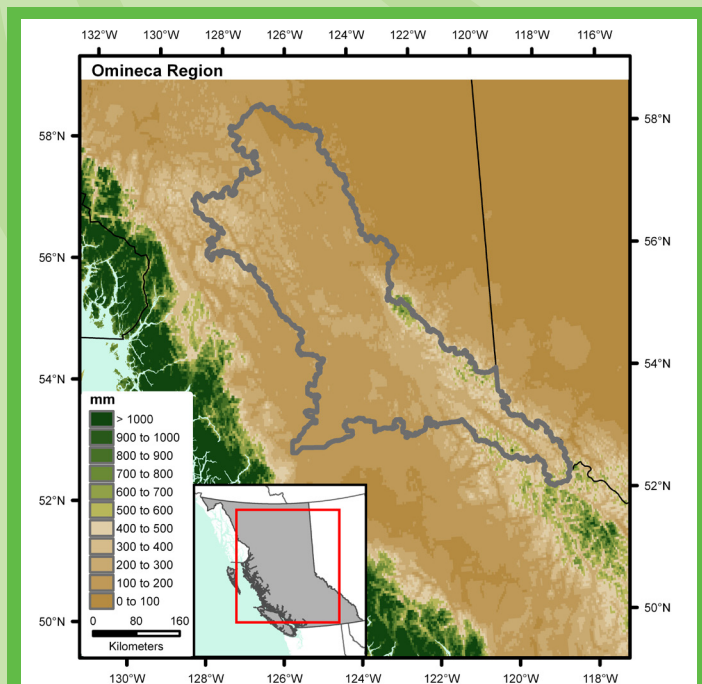 132°W 130°W 128°W 126°W 124°W 122°W 120°W 118°W 116°W
Omineca Region
58°N
58°N
56°N
56°N
54°N
54°N
52°N
52°N
50°N
50°N
mm
> 1000
900 to 1000
800 to 900
700 to 800
600 to 700
500 to 600
400 to 500
300 to 400
200 to 300
100 to 200
0 to 100
0 80 160
Kilometers
130°W 128°W 126°W 124°W 122°W 120°W 118°W